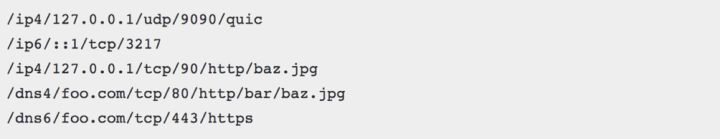 /ip4/127.0.0.1/udp/9090/quic
/ip6/::1/tcp/3217
/ip4/127.0.0.1/tcp/90/http/baz.jpg
/dns4/foo.com/tcp/80/http/bar/baz.jpg
/dns6/foo.com/tcp/443/https